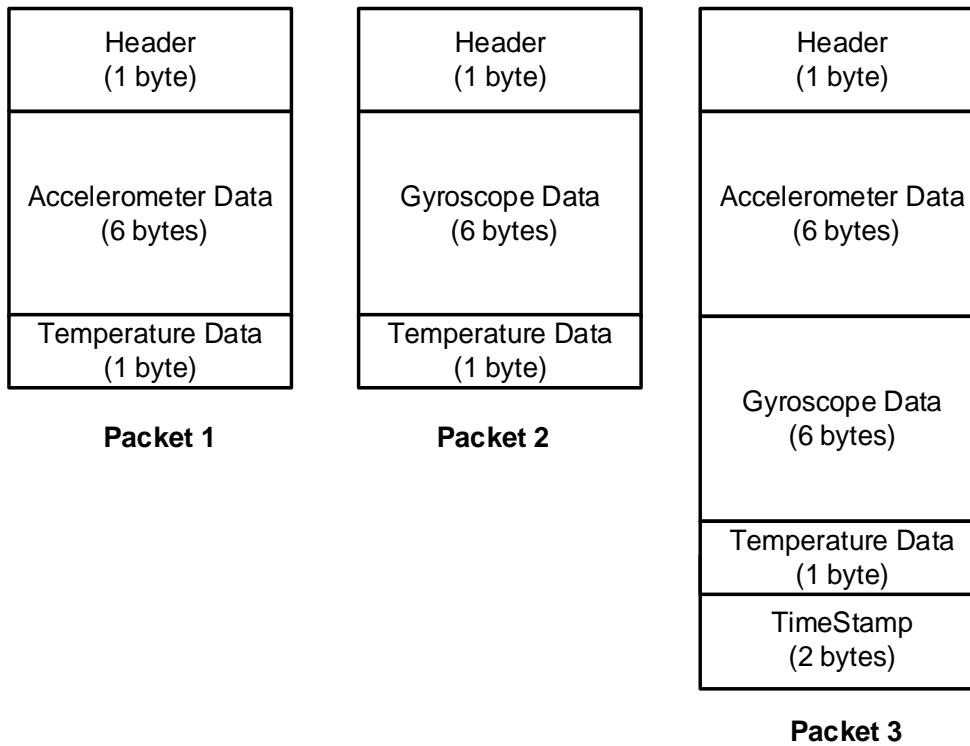 Header
(1 byte)
Accelerometer Data
(6 bytes)
Temperature Data
(1 byte)
Packet 1
Header
(1 byte)
Gyroscope Data
(6 bytes)
Temperature Data
(1 byte)
Packet 2
Header
(1 byte)
Accelerometer Data
(6 bytes)
Gyroscope Data
(6 bytes)
Temperature Data
(1 byte)
TimeStamp
(2 bytes)
Packet 3